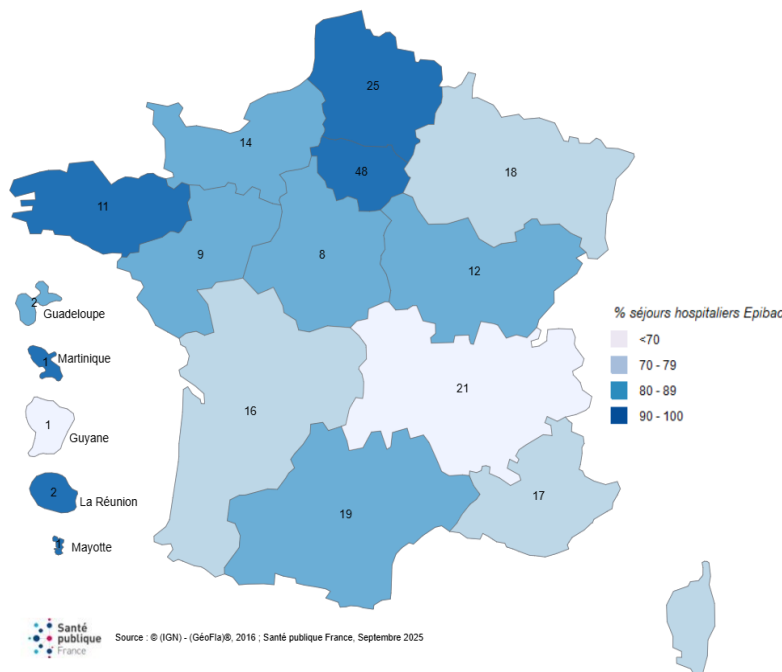 25
14
18
48
11
9
8
12
2
Guadeloupe
% séjours hospitaliers Epibac
<70
70 - 79
80 - 89
90 - 100
Martinique
1
21
1
Guyane
16
17
2
La Réunion
19
1
Mayotte
Santé
publique
France
Source : © (IGN) - (GéoFla)®, 2016 ; Santé publique France, Septembre 2025